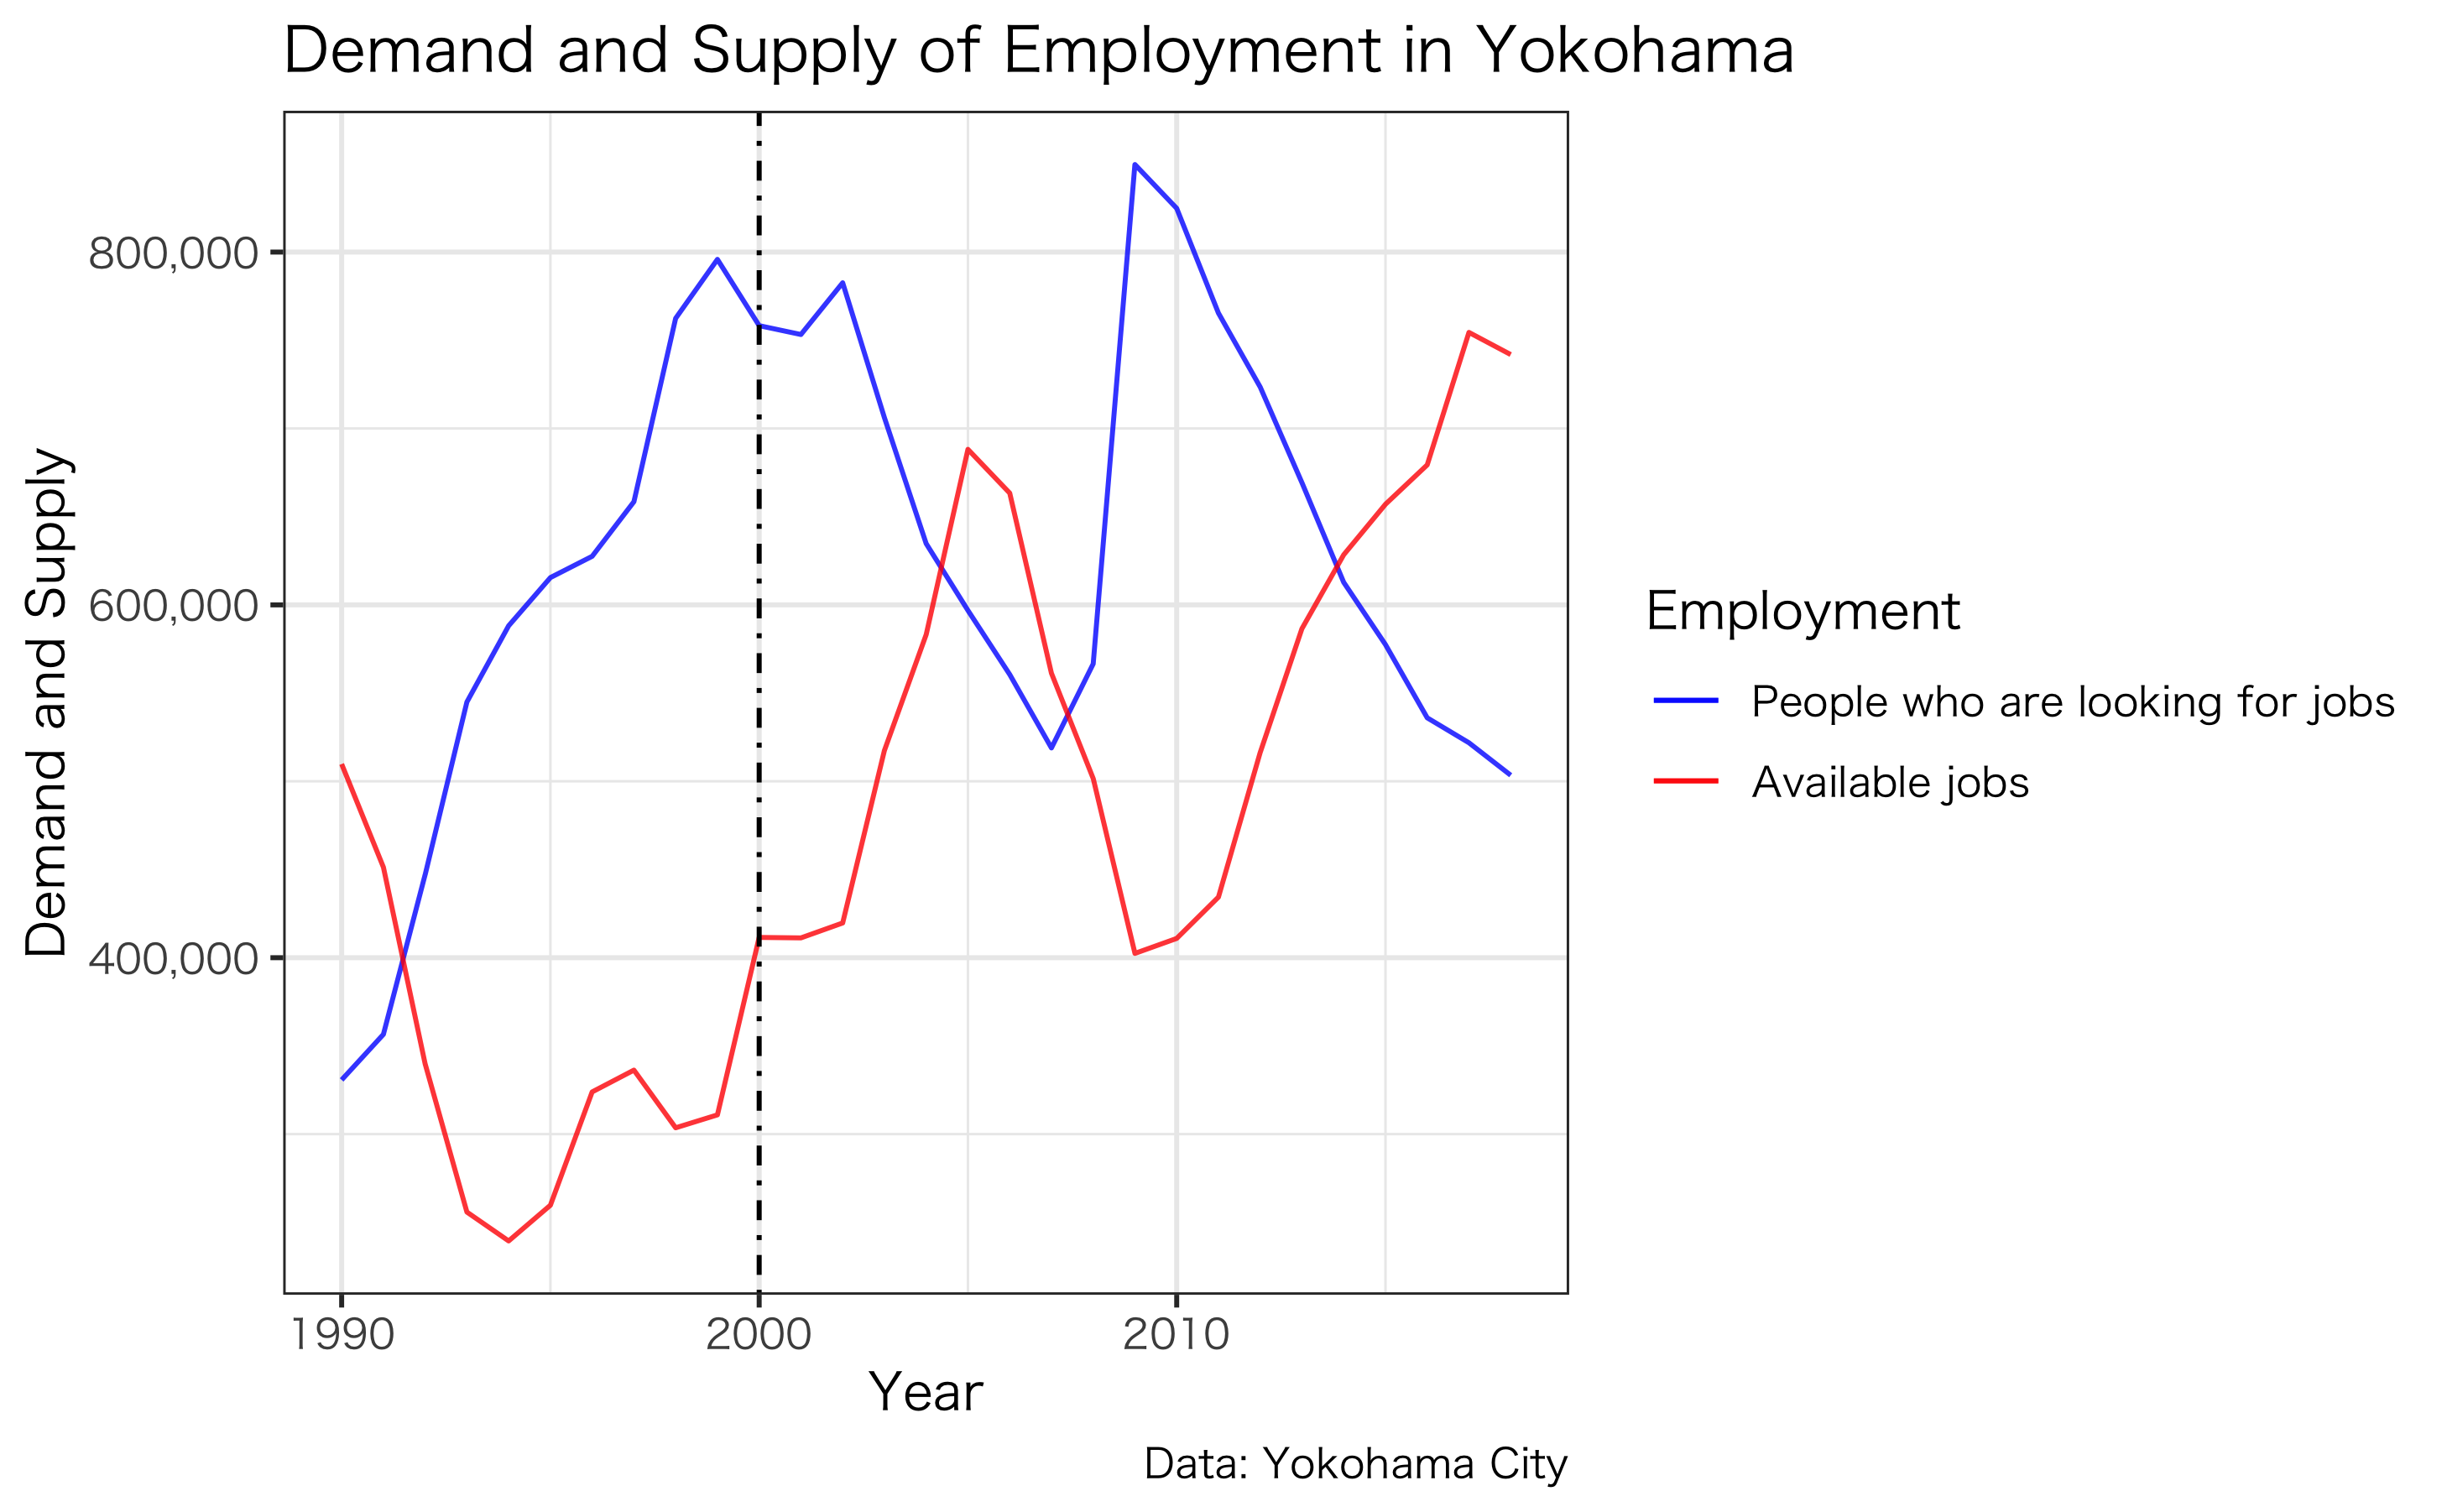 Demand and Supply of Employment in Yokohama
Demand and Supply
800,000
600,000
400,000
1990
2000
2010
Year
Employment
People who are looking for jobs
Available jobs
Data: Yokohama City